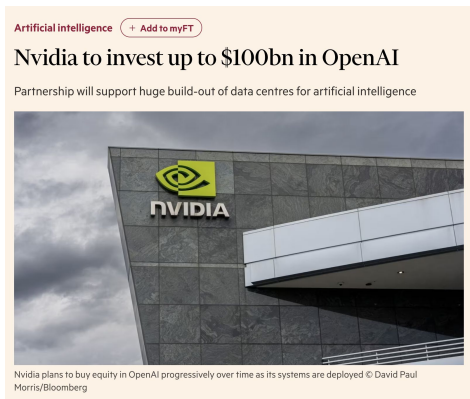 Artificial intelligence + Add to myFT
Nvidia to invest up to $100bn in OpenAI
Partnership will support huge build-out of data centres for artificial intelligence
NVIDIA
Nvidia plans to buy equity in OpenAI progressively over time as its systems are deployed © David Paul
Morris/Bloomberg